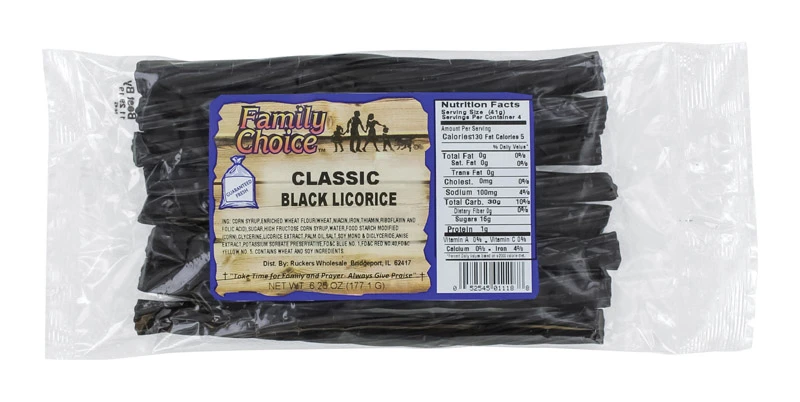 Family
Choice™
CLASSIC
BLACK LICORICE
GUARANTEED
FRESH
ING: CORN SYRUP,ENRICHED WHEAT FLOUR(WHEAT,NIACIN,IRON,THIAMIN,RIBOFLAVIN AND
FOLIC ACID),SUGAR,HIGH FRUCTOSE CORN SYRUP,WATER,FOOD STARCH MODIFIED
(CORN),GLYCERINE,LICORICE EXTRACT,PALM OIL,SALT,SOY MONO & DIGLYCERIDE,ANISE
EXTRACT,POTASSIUM SORBATE PRESERVATIVE,FD&C BLUE NO. 1,FD&C RED NO.40,FD&C
YELLOW NO. 5. CONTAINS WHEAT AND SOY INGREDIENTS.
Dist. By: Ruckers Wholesale Bridgeport, IL 62417
"Take Time for Family and Prayer. Always Give Praise"
NET WT. 6.25 OZ (177.1 G)
Nutrition Facts
Serving Size (41g)
Servings Per Container 4
Amount Per Serving
Calories130 Fat Calories 5
% Daily Value*
Total Fat 0g 0%
Sat. Fat 0g 0%
Trans Fat 0g
Cholest. 0mg 0%
Sodium 100mg 4%
Total Carb. 30g 10%
Dietary Fiber 0g 0%
Sugars 15g
Protein 1g
Vitamin A 0% • Vitamin C 0%
Calcium 0% • Iron 4%
0 52545 01118 8
Best By